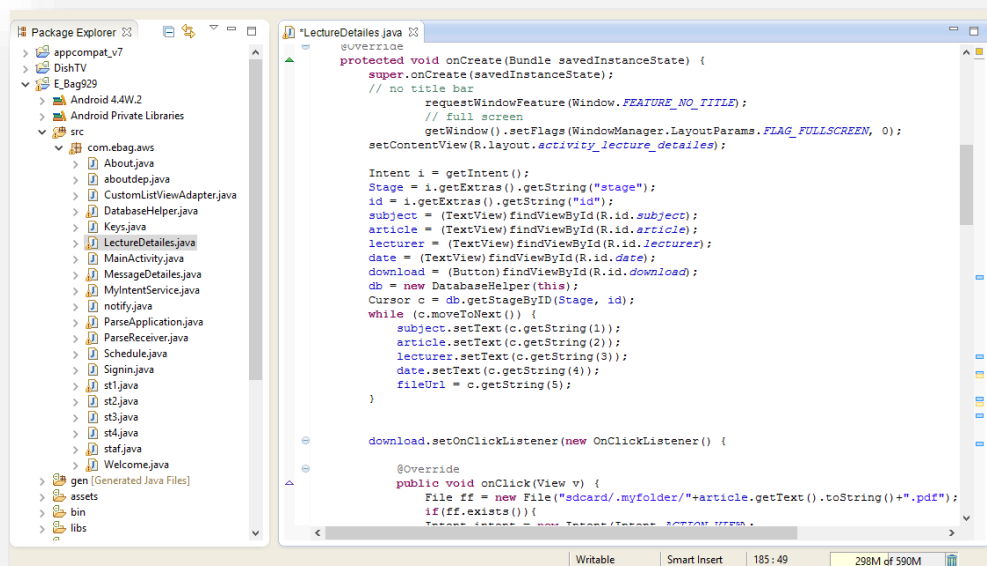 Package Explorer
appcompat_v7
DishTV
E_Bag929
Android 4.4W.2
Android Private Libraries
src
com.ebag.aws
About.java
aboutdep.java
CustomListViewAdapter.java
DatabaseHelper.java
Keys.java
LectureDetailes.java
MainActivity.java
MessageDetailes.java
MyIntentService.java
notify.java
ParseApplication.java
ParseReceiver.java
Schedule.java
Signin.java
st1.java
st2.java
st3.java
st4.java
staf.java
Welcome.java
gen [Generated Java Files]
assets
bin
libs
*LectureDetailes.java
@Override
protected void onCreate(Bundle savedInstanceState) {
super.onCreate(savedInstanceState);
// no title bar
requestWindowFeature(Window.FEATURE_NO_TITLE);
// full screen
getWindow().setFlags(WindowManager.LayoutParams.FLAG_FULLSCREEN, 0);
setContentView(R.layout.activity_lecture_detailes);
Intent i = getIntent();
Stage = i.getExtras().getString("stage");
id = i.getExtras().getString("id");
subject = (TextView)findViewById(R.id.subject);
article = (TextView)findViewById(R.id.article);
lecturer = (TextView)findViewById(R.id.lecturer);
date = (TextView)findViewById(R.id.date);
download = (Button)findViewById(R.id.download);
db = new DatabaseHelper(this);
Cursor c = db.getStageByID(Stage, id);
while (c.moveToNext()) {
subject.setText(c.getString(1));
article.setText(c.getString(2));
lecturer.setText(c.getString(3));
date.setText(c.getString(4));
fileUrl = c.getString(5);
}
download.setOnClickListener(new OnClickListener() {
@Override
public void onClick(View v) {
File ff = new File("sdcard/.myfolder/"+article.getText().toString()+".pdf");
if(ff.exists()){
Intent intent = new Intent(Intent.ACTION_VIEW);
Writable
Smart Insert
185 : 49
298M of 590M